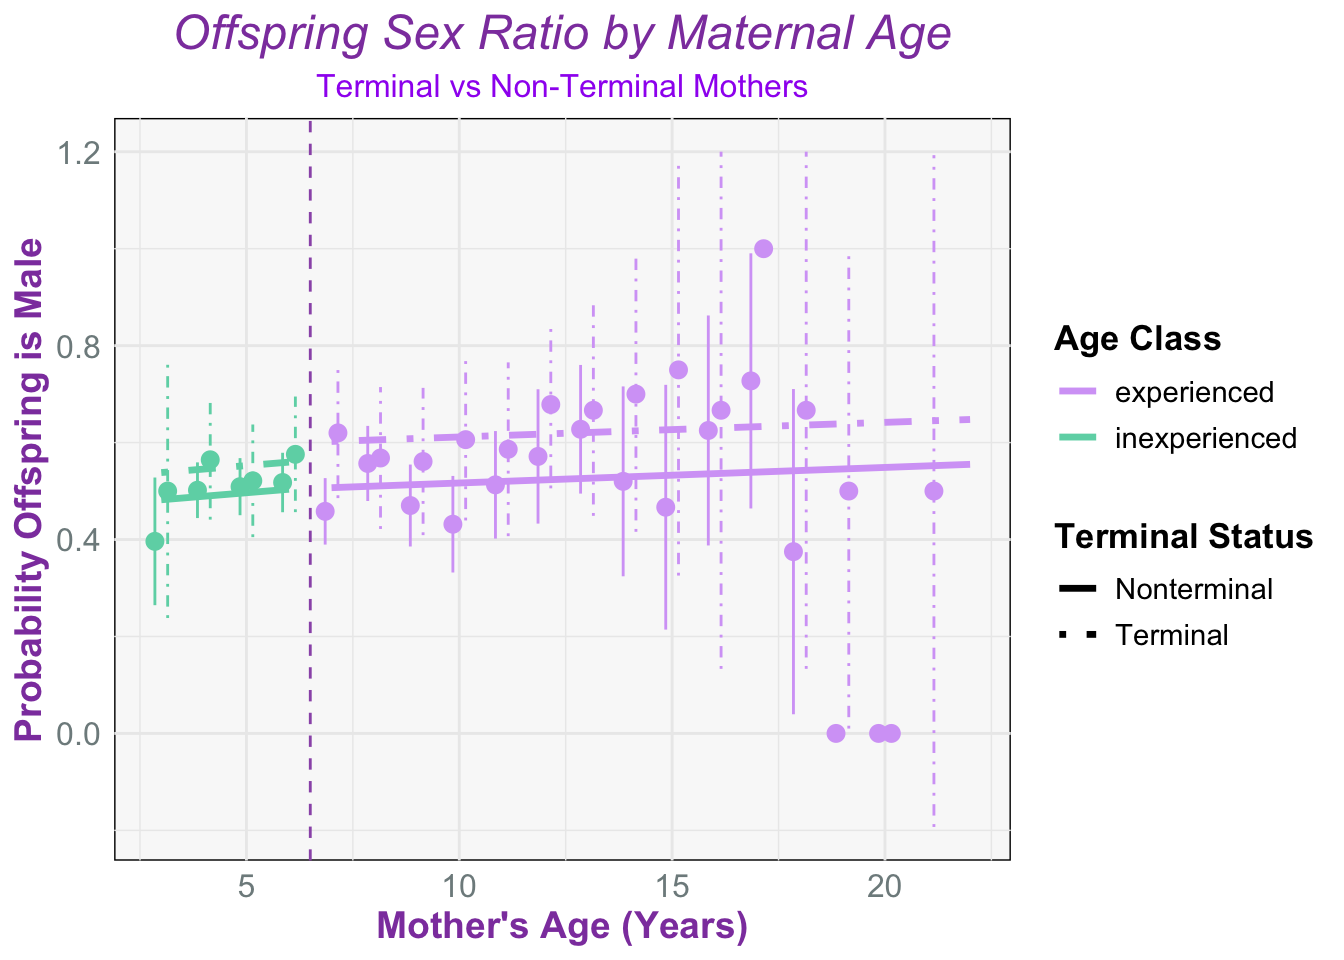 Offspring Sex Ratio by Maternal Age
Terminal vs Non-Terminal Mothers
Probability Offspring is Male
1.2
0.8
0.4
0.0
5
10
15
20
Mother's Age (Years)
Age Class
experienced
inexperienced
Terminal Status
Nonterminal
Terminal